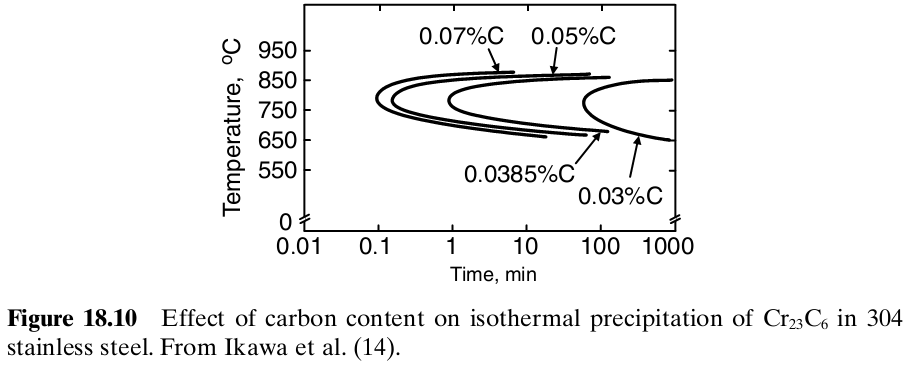 0.07%C 0.05%C
Temperature, ºC
950
850
750
650
550
0
0.0385%C
0.03%C
0.01 0.1 1 10 100 1000
Time, min
Figure 18.10 Effect of carbon content on isothermal precipitation of Cr₂₃C₆ in 304
stainless steel. From Ikawa et al. (14).